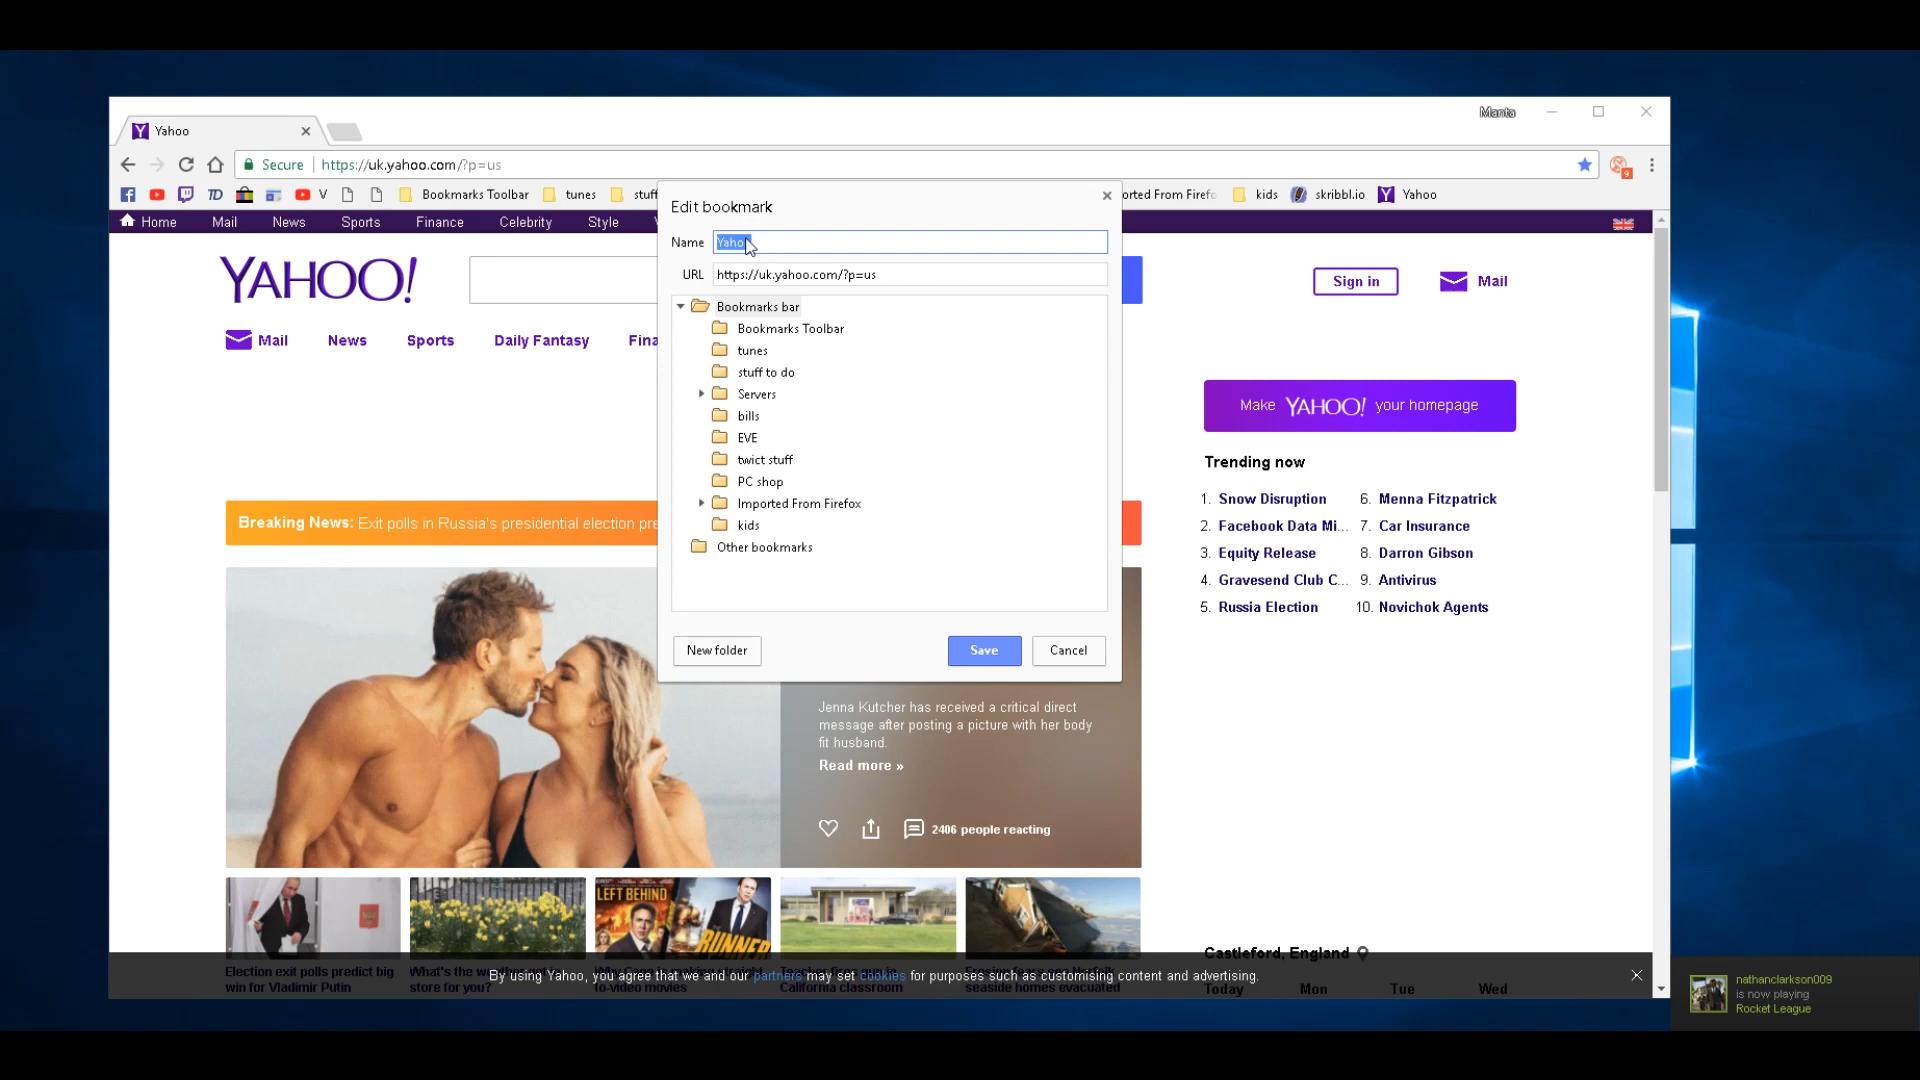 Manta
Yahoo
Secure https://uk.yahoo.com/?p=us
9
TD V Bookmarks Toolbar tunes stuff
orted From Firefo kids skribbl.io Yahoo
Home Mail News Sports Finance Celebrity Style
Edit bookmark
Name Yahoo
URL https://uk.yahoo.com/?p=us
Bookmarks bar
Bookmarks Toolbar
tunes
stuff to do
Servers
bills
EVE
twict stuff
PC shop
Imported From Firefox
kids
Other bookmarks
New folder Save Cancel
YAHOO!
Sign in Mail
Mail News Sports Daily Fantasy Fina
Make YAHOO! your homepage
Trending now
1. Snow Disruption
2. Facebook Data Mi...
3. Equity Release
4. Gravesend Club C...
5. Russia Election
6. Menna Fitzpatrick
7. Car Insurance
8. Darron Gibson
9. Antivirus
10. Novichok Agents
Breaking News: Exit polls in Russia's presidential election pre
Jenna Kutcher has received a critical direct
message after posting a picture with her body
fit husband.
Read more »
2406 people reacting
LEFT BEHIND
RUNNER
Castleford, England
Election exit polls predict big
win for Vladimir Putin
What's the we
store for you?
to-video movies
California classroom
seaside homes evacuated
By using Yahoo, you agree that we and our partners may set cookies for purposes such as customising content and advertising.
Today Mon Tue Wed
nathanclarkson009
is now playing
Rocket League